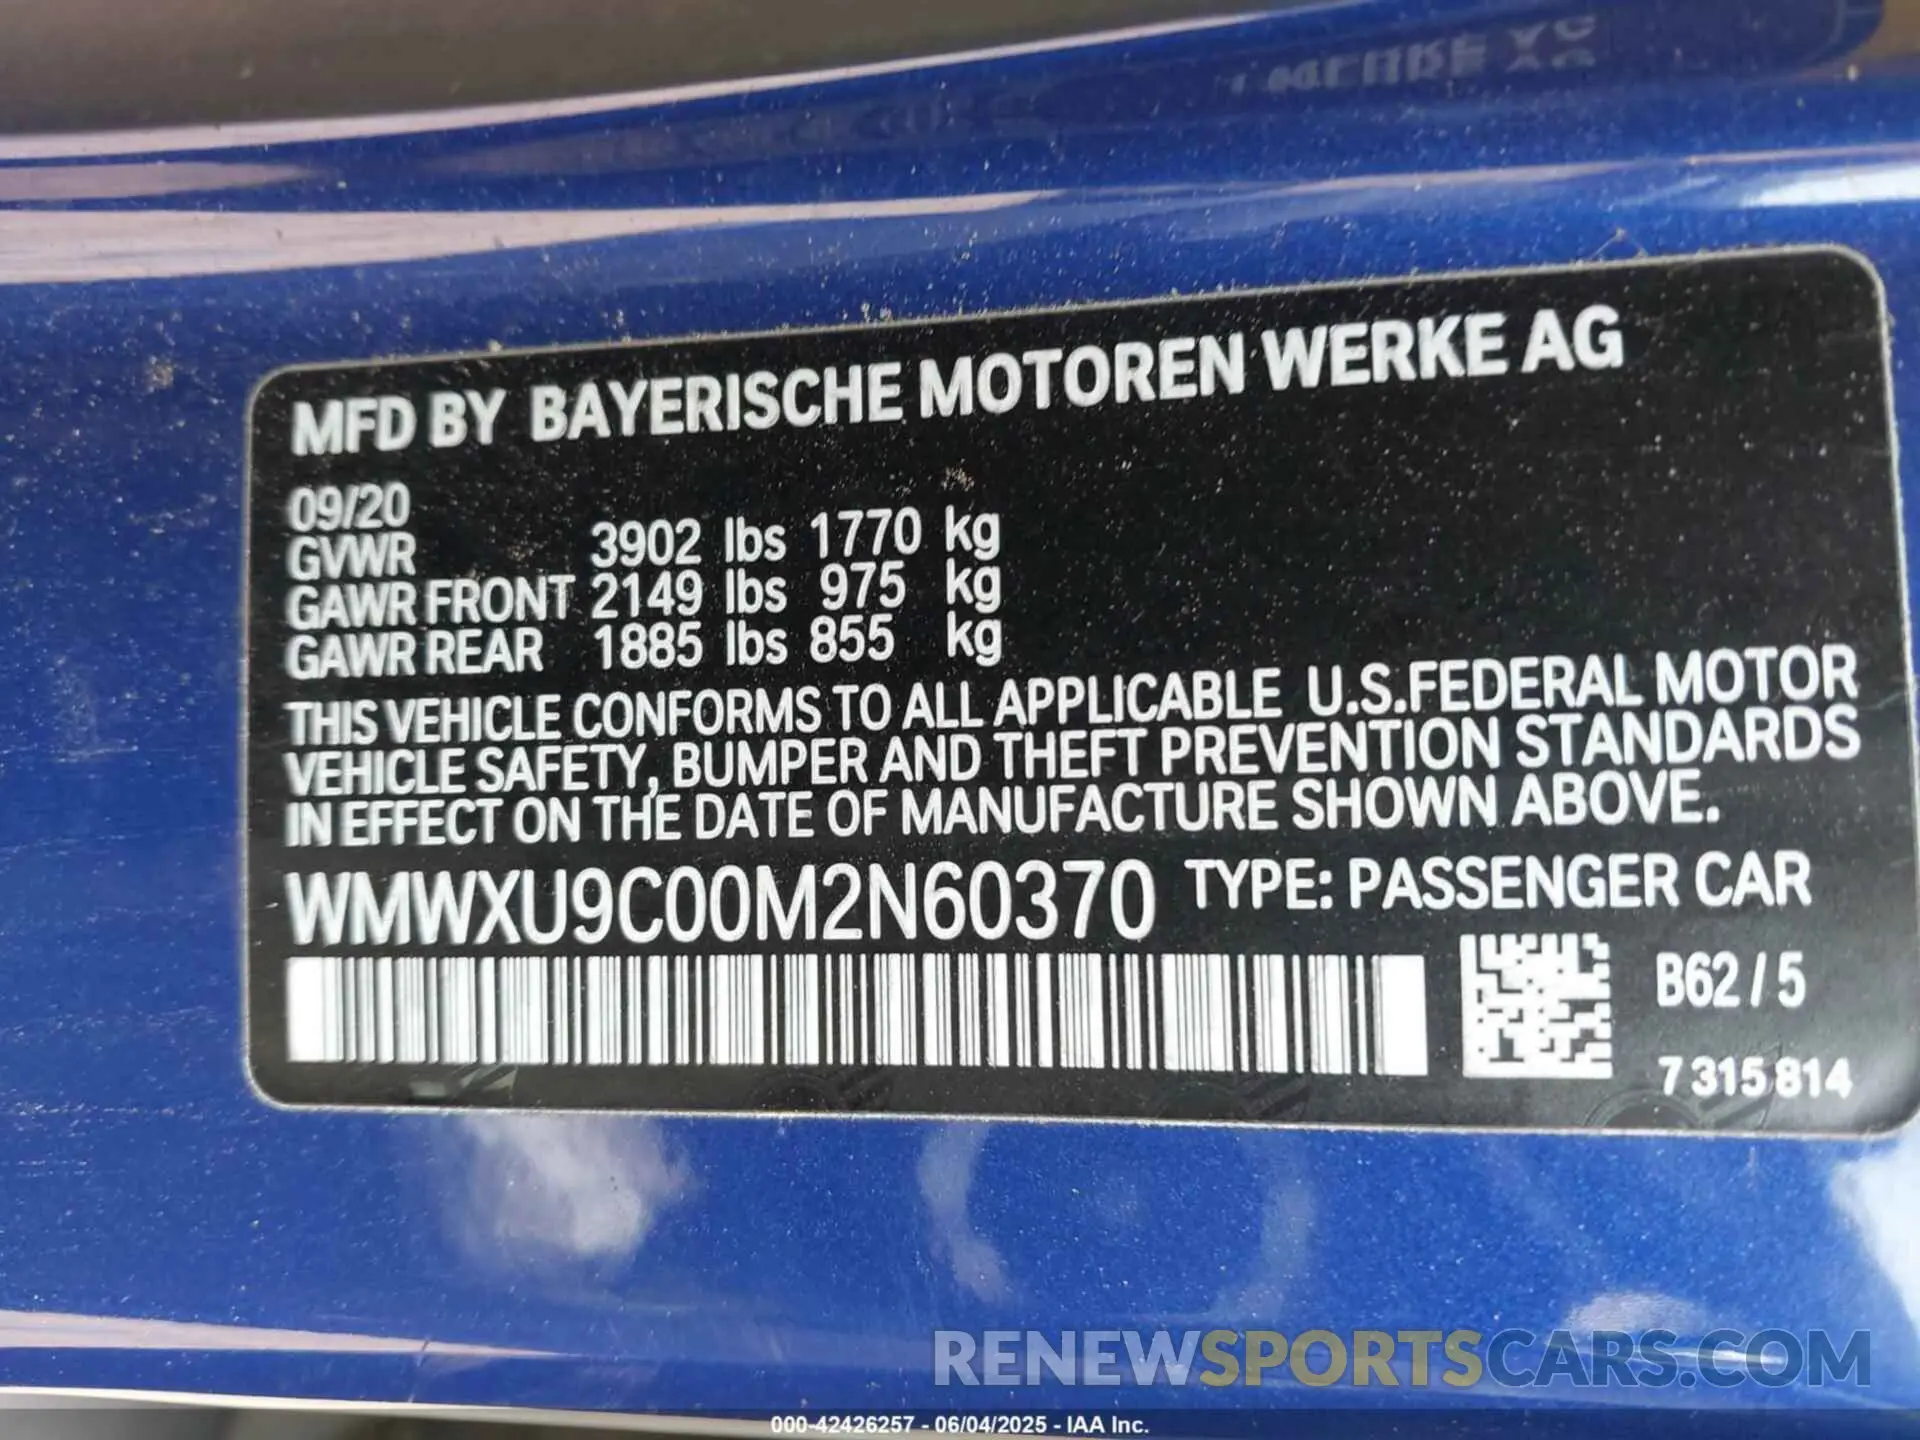 MFD BY BAYERISCHE MOTOREN WERKE AG
09/20
GVWR 3902 lbs 1770 kg
GAWR FRONT 2149 lbs 975 kg
GAWR REAR 1885 lbs 855 kg
THIS VEHICLE CONFORMS TO ALL APPLICABLE U.S.FEDERAL MOTOR
VEHICLE SAFETY, BUMPER AND THEFT PREVENTION STANDARDS
IN EFFECT ON THE DATE OF MANUFACTURE SHOWN ABOVE.
WMWXU9C00M2N60370 TYPE: PASSENGER CAR
B62 / 5
7 315 814
RENEWSPORTSCARS.COM
000-42426257 - 06/04/2025 - IAA Inc.